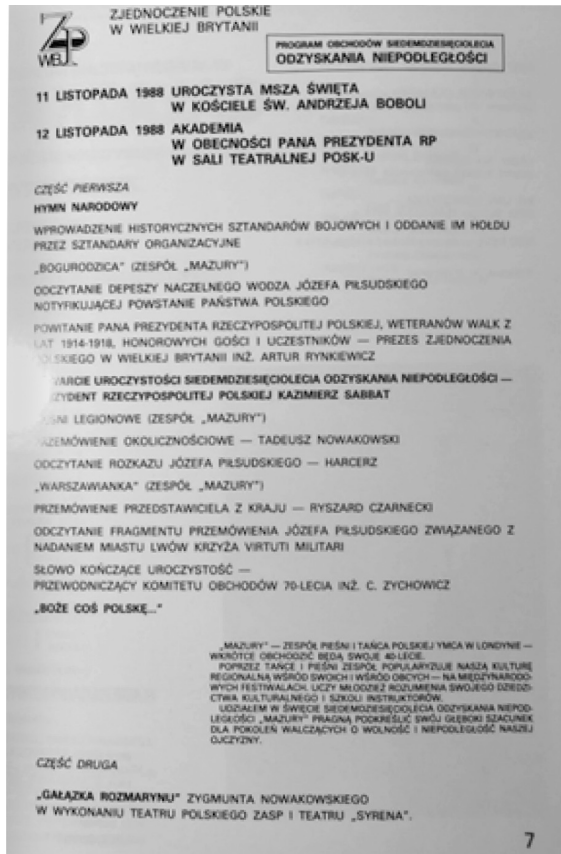 ZJEDNOCZENIE POLSKIE
W WIELKIEJ BRYTANII
WBJ
PROGRAM OBCHODÓW SIEDEMDZIESIĘCIOLECIA
ODZYSKANIA NIEPODLEGŁOŚCI
11 LISTOPADA 1988 UROCZYSTA MSZA ŚWIĘTA
W KOŚCIELE ŚW. ANDRZEJA BOBOLI
12 LISTOPADA 1988 AKADEMIA
W OBECNOŚCI PANA PREZYDENTA RP
W SALI TEATRALNEJ POSK-U
CZĘŚĆ PIERWSZA
HYMN NARODOWY
WPROWADZENIE HISTORYCZNYCH SZTANDARÓW BOJOWYCH I ODDANIE IM HOŁDU
PRZEZ SZTANDARY ORGANIZACYJNE
„BOGURODZICA" (ZESPÓŁ „MAZURY")
ODCZYTANIE DEPESZY NACZELNEGO WODZA JÓZEFA PIŁSUDSKIEGO
NOTYFIKUJĄCEJ POWSTANIE PAŃSTWA POLSKIEGO
POWITANIE PANA PREZYDENTA RZECZYPOSPOLITEJ POLSKIEJ, WETERANÓW WALK Z
LAT 1914-1918, HONOROWYCH GOŚCI I UCZESTNIKÓW — PREZES ZJEDNOCZENIA
W WIELKIEJ BRYTANII INŻ. ARTUR RYNKIEWICZ
UROCZYSTOŚCI SIEDEMDZIESIĘCIOLECIA ODZYSKANIA NIEPODLEGŁOŚCI —
RZECZYPOSPOLITEJ POLSKIEJ KAZIMIERZ SABBAT
LEGIONOWE (ZESPÓŁ „MAZURY")
OKOLICZNOŚCIOWE — TADEUSZ NOWAKOWSKI
ODCZYTANIE ROZKAZU JÓZEFA PIŁSUDSKIEGO — HARCERZ
„WARSZAWIANKA" (ZESPÓŁ „MAZURY")
PRZEMÓWIENIE PRZEDSTAWICIELA Z KRAJU — RYSZARD CZARNECKI
ODCZYTANIE FRAGMENTU PRZEMÓWIENIA JÓZEFA PIŁSUDSKIEGO ZWIĄZANEGO Z
NADANIEM MIASTU LWÓW KRZYŻA VIRTUTI MILITARI
SŁOWO KOŃCZĄCE UROCZYSTOŚĆ —
PRZEWODNICZĄCY KOMITETU OBCHODÓW 70-LECIA INŻ. C. ZYCHOWICZ
„BOŻE COŚ POLSKĘ..."
„MAZURY" — ZESPÓŁ PIEŚNI I TAŃCA POLSKIEJ YMCA W LONDYNIE —
WKRÓTCE OBCHODZIĆ BĘDĄ SWOJE 40-LECIE.
POPRZEZ TAŃCE I PIEŚNI ZESPÓŁ POPULARYZUJE NASZĄ KULTURĘ
REGIONALNĄ WŚRÓD SWOICH I WŚRÓD OBCYCH — NA MIĘDZYNARODO-
WYCH FESTIWALACH. UCZY MŁODZIEŻ ROZUMIENIA SWOJEGO DZIEDZI-
CTWA KULTURALNEGO I SZKOLI INSTRUKTORÓW.
UDZIAŁEM W ŚWIĘCIE SIEDEMDZIESIĘCIOLECIA ODZYSKANIA NIEPOD-
LEGŁOŚCI „MAZURY" PRAGNĄ PODKREŚLIĆ SWÓJ GŁĘBOKI SZACUNEK
DLA POKOLEŃ WALCZĄCYCH O WOLNOŚĆ I NIEPODLEGŁOŚĆ NASZEJ
OJCZYZNY.
CZĘŚĆ DRUGA
„GAŁĄZKA ROZMARYNU" ZYGMUNTA NOWAKOWSKIEGO
W WYKONANIU TEATRU POLSKIEGO ZASP I TEATRU „SYRENA".
7